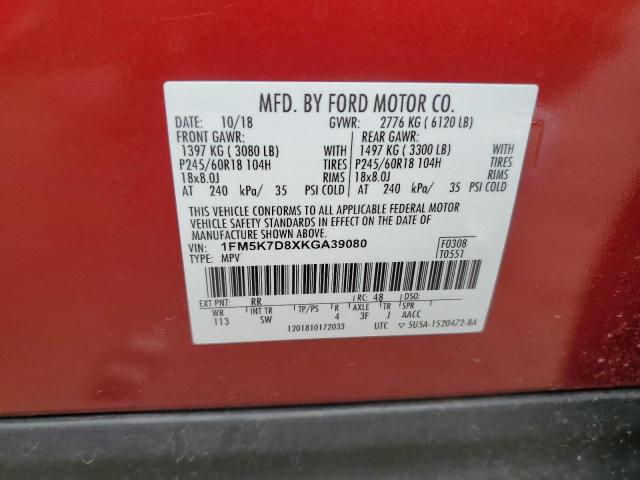 MFD. BY FORD MOTOR CO.
DATE: 10/18 GVWR: 2776 KG ( 6120 LB)
FRONT GAWR: REAR GAWR:
1397 KG ( 3080 LB) WITH 1497 KG ( 3300 LB) WITH
P245/60R18 104H TIRES P245/60R18 104H TIRES
18x8.0J RIMS 18x8.0J RIMS
AT 240 kPa/ 35 PSI COLD AT 240 kPa/ 35 PSI COLD
THIS VEHICLE CONFORMS TO ALL APPLICABLE FEDERAL MOTOR
VEHICLE SAFETY STANDARDS IN EFFECT ON THE DATE OF
MANUFACTURE SHOWN ABOVE.
VIN: 1FM5K7D8XKGA39080 F0308
TYPE: MPV T0551
EXT PNT: RR RC: 48 DSO:
WB INT TR TP/PS R AXLE TR SPR
113 SW 4 3F J AACC
1201810172033 UTC ▽ 5U5A-1520472-BA